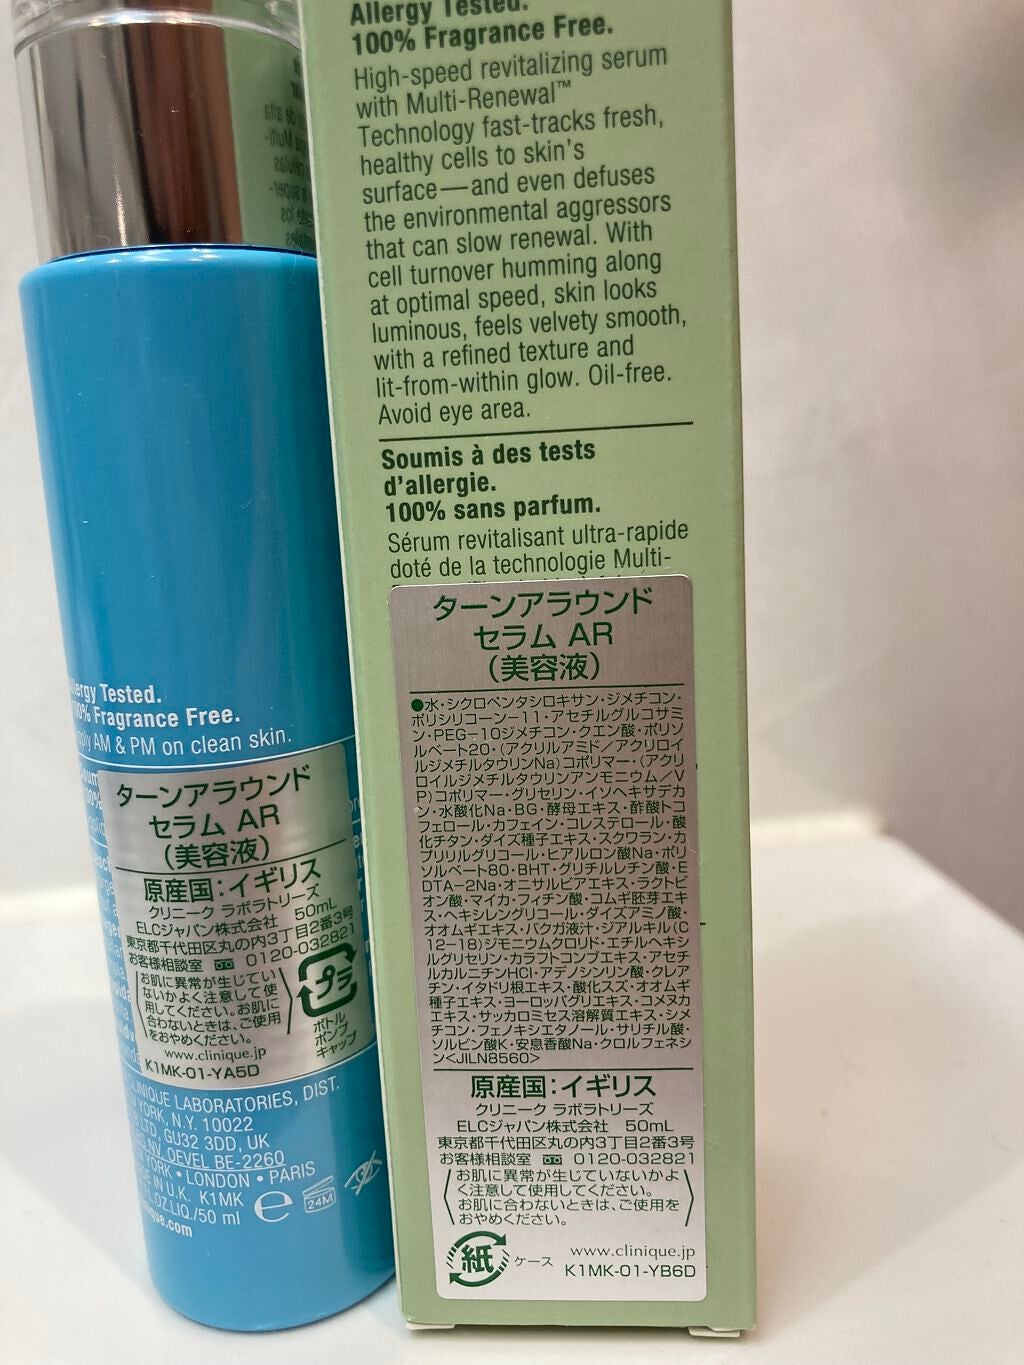 Allergy Tested.
100% Fragrance Free.
High-speed revitalizing serum
with Multi-Renewal™
Technology fast-tracks fresh,
healthy cells to skin's
surface—and even defuses
the environmental aggressors
that can slow renewal. With
cell turnover humming along
at optimal speed, skin looks
luminous, feels velvety smooth,
with a refined texture and
lit-from-within glow. Oil-free.
Avoid eye area.
Soumis à des tests
d'allergie.
100% sans parfum.
Sérum revitalisant ultra-rapide
doté de la technologie Multi-
ターンアラウンド
セラム AR
(美容液)
●水・シクロペンタシロキサン・ジメチコン・
ポリシリコーン-11・アセチルグルコサミ
ン・PEG-10ジメチコン・クエン酸・ポリソ
ルベート20・(アクリルアミド/アクリロイ
ルジメチルタウリンNa)コポリマー・(アクリ
ロイルジメチルタウリンアンモニウム/V
P)コポリマー・グリセリン・イソヘキサデカ
ン・水酸化Na・BG・酵母エキス・酢酸トコ
フェロール・カフェイン・コレステロール・酸
化チタン・ダイズ種子エキス・スクワラン・カ
プリリルグリコール・ヒアルロン酸Na・ポリ
ソルベート80・BHT・グリチルレチン酸・E
DTA-2Na・オニサルビアエキス・ラクトビ
オン酸・マイカ・フィチン酸・コムギ胚芽エキ
ス・ヘキシレングリコール・ダイズアミノ酸・
オオムギエキス・バクガ液汁・ジアルキル(C
12-18)ジモニウムクロリド・エチルヘキシ
ルグリセリン・カラフトコンブエキス・アセチ
ルカルニチンHCl・アデノシンリン酸・クレア
チン・イタドリ根エキス・酸化スズ・オオムギ
種子エキス・ヨーロッパグリエキス・コメヌカ
エキス・サッカロミセス溶解質エキス・シメ
チコン・フェノキシエタノール・サリチル酸・
ソルビン酸K・安息香酸Na・クロルフェネシ
ン<JILN8560>
原産国:イギリス
クリニーク ラボラトリーズ
ELCジャパン株式会社 50mL
東京都千代田区丸の内3丁目2番3号
お客様相談室 0120-032821
お肌に異常が生じていないかよ
く注意して使用してください。
お肌に合わないときは、ご使用を
おやめください。
紙 ケース
www.clinique.jp
K1MK-01-YB6D
Allergy Tested.
100% Fragrance Free.
Apply AM & PM on clean skin.
ターンアラウンド
セラム AR
(美容液)
原産国:イギリス
クリニーク ラボラトリーズ
ELCジャパン株式会社 50mL
東京都千代田区丸の内3丁目2番3号
お客様相談室 0120-032821
お肌に異常が生じてい
ないかよく注意して使
用してください。お肌に
合わないときは、ご使用
をおやめください。
プラ
ボトル
ポンプ
キャップ
www.clinique.jp
K1MK-01-YA5D
CLINIQUE LABORATORIES, DIST.
YORK, N.Y. 10022
LTD, GU32 3DD, UK
NV, OEVEL BE-2260
YORK • LONDON • PARIS
IN U.K. K1MK
FL.OZ.LIQ./50 ml
24M